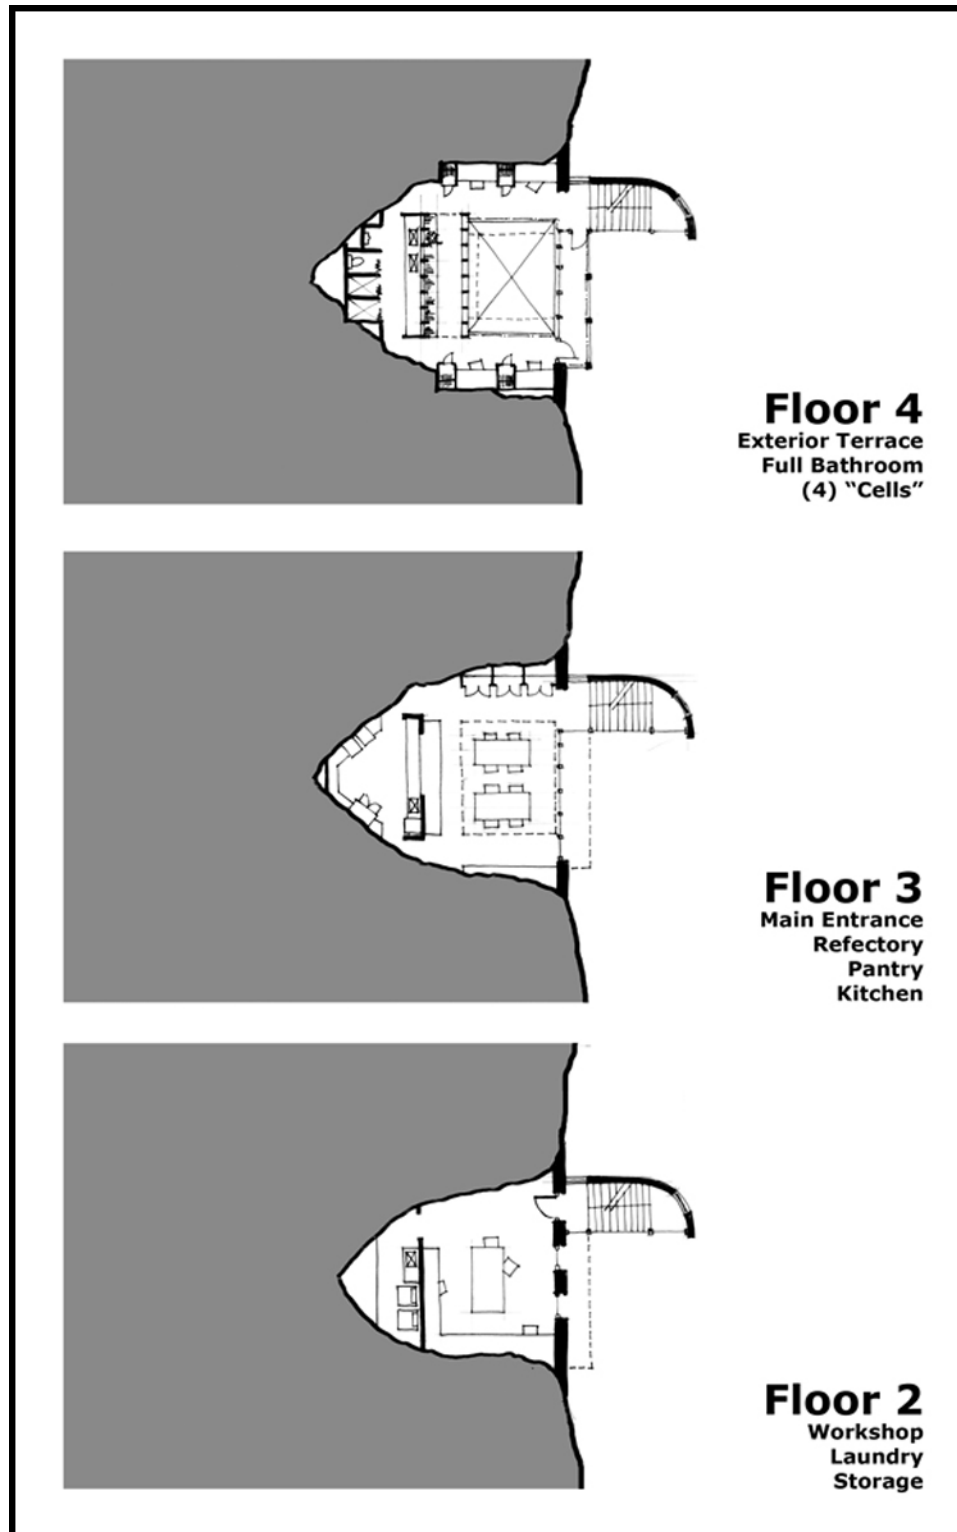 Floor 4
Exterior Terrace
Full Bathroom
(4) “Cells”
Floor 3
Main Entrance
Refectory
Pantry
Kitchen
Floor 2
Workshop
Laundry
Storage